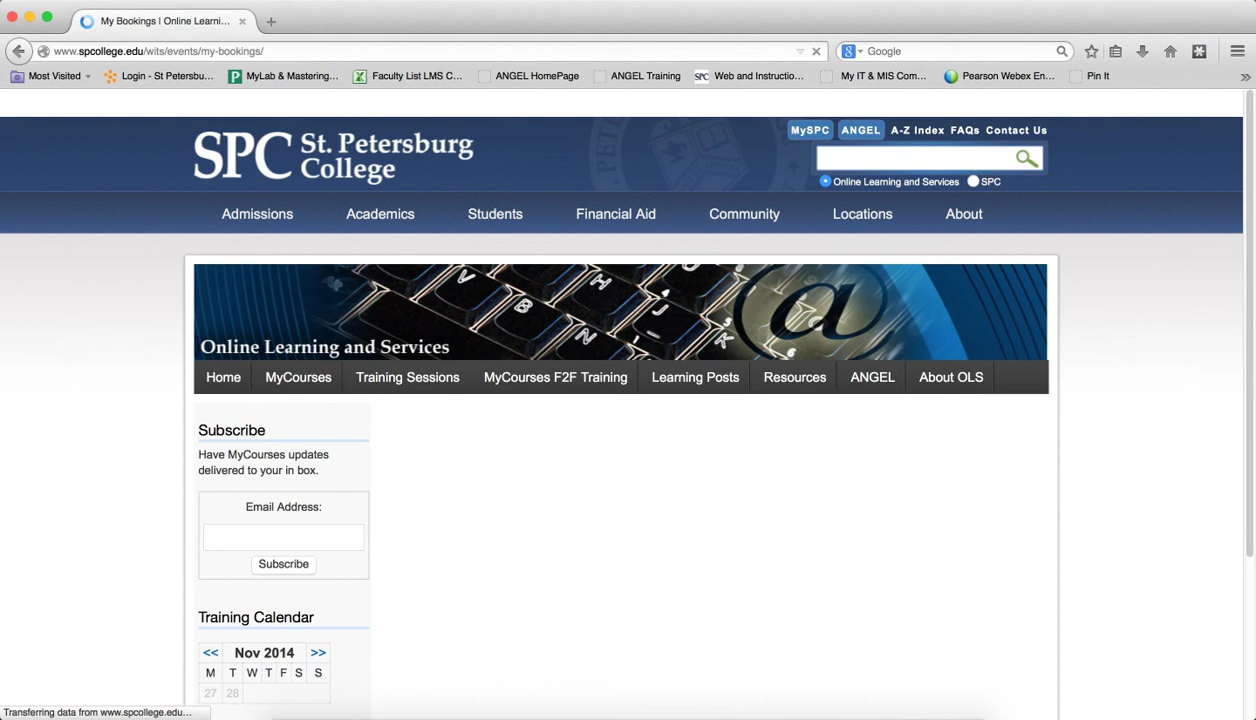 My Bookings | Online Learni...
www.spcollege.edu/wits/events/my-bookings/
Google
Most Visited
Login - St Petersbu...
MyLab & Mastering...
Faculty List LMS C...
ANGEL HomePage
ANGEL Training
SPC Web and Instructio...
My IT & MIS Com...
Pearson Webex En...
Pin It
MySPC ANGEL A-Z Index FAQs Contact Us
SPC St. Petersburg
College
Online Learning and Services SPC
Admissions Academics Students Financial Aid Community Locations About
Online Learning and Services
Home MyCourses Training Sessions MyCourses F2F Training Learning Posts Resources ANGEL About OLS
Subscribe
Have MyCourses updates
delivered to your in box.
Email Address:
Subscribe
Training Calendar
<< Nov 2014 >>
M T W T F S S
27 28
Transferring data from www.spcollege.edu...